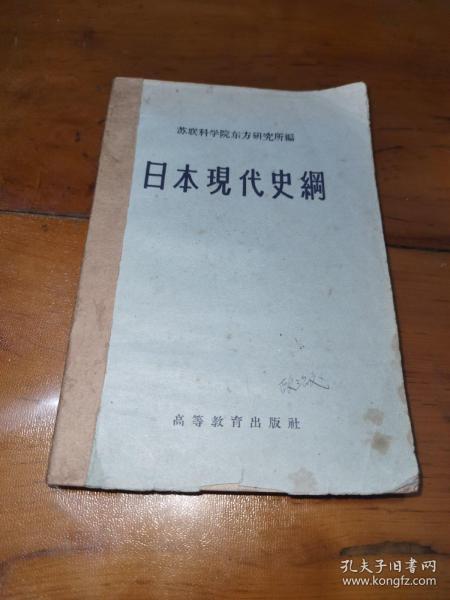 苏联科学院东方研究所編
日本現代史綱
高等教育出版社
孔夫子旧书网
www.kongfz.com